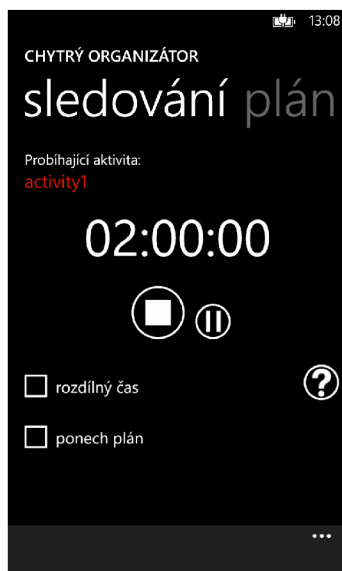 13:08
CHYTRÝ ORGANIZÁTOR
sledování plán
Probíhající aktivita:
activity1
02:00:00
rozdílný čas
?
ponech plán
...